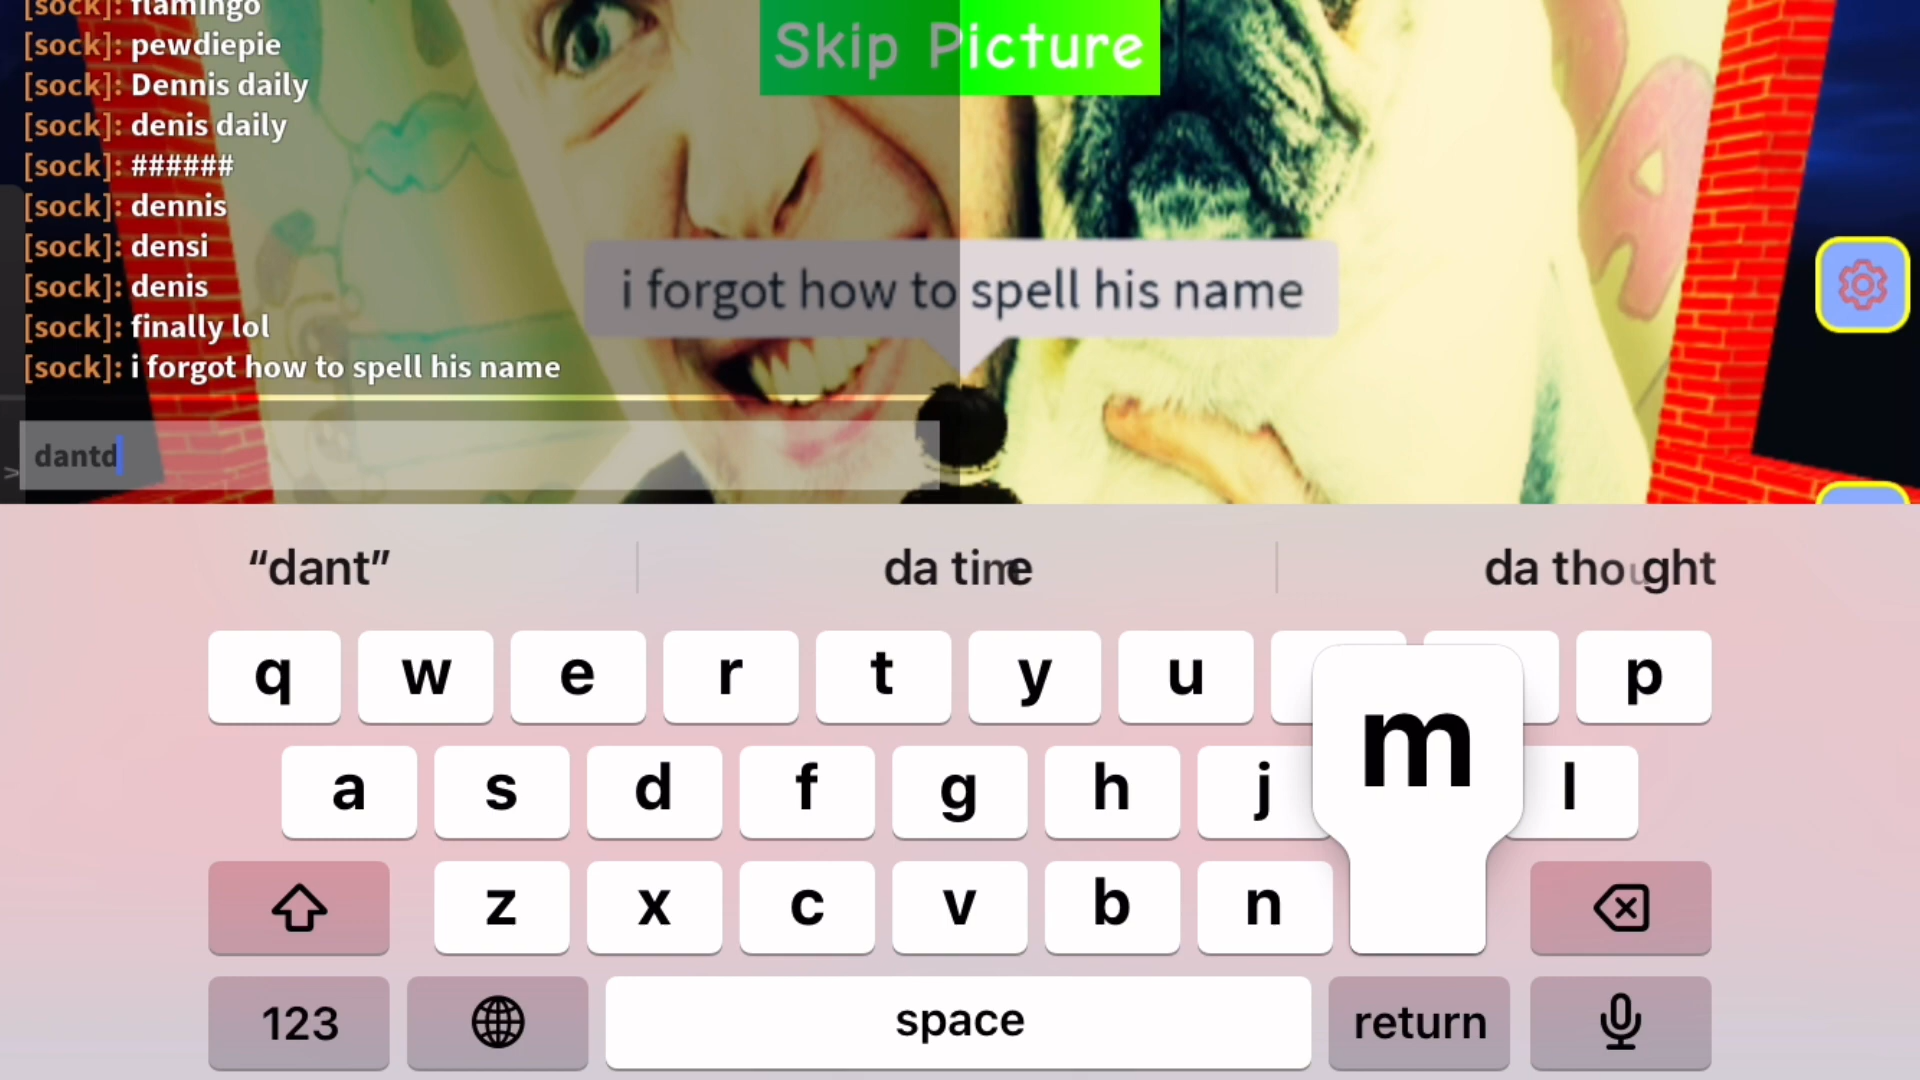 [sock]: flamingo
[sock]: pewdiepie
[sock]: Dennis daily
[sock]: denis daily
[sock]: ######
[sock]: dennis
[sock]: densi
[sock]: denis
[sock]: finally lol
[sock]: i forgot how to spell his name
Skip Picture
i forgot how to spell his name
> dantd
“dant”
da time
da thought
q w e r t y u p
a s d f g h j l
m
z x c v b n
123
space
return